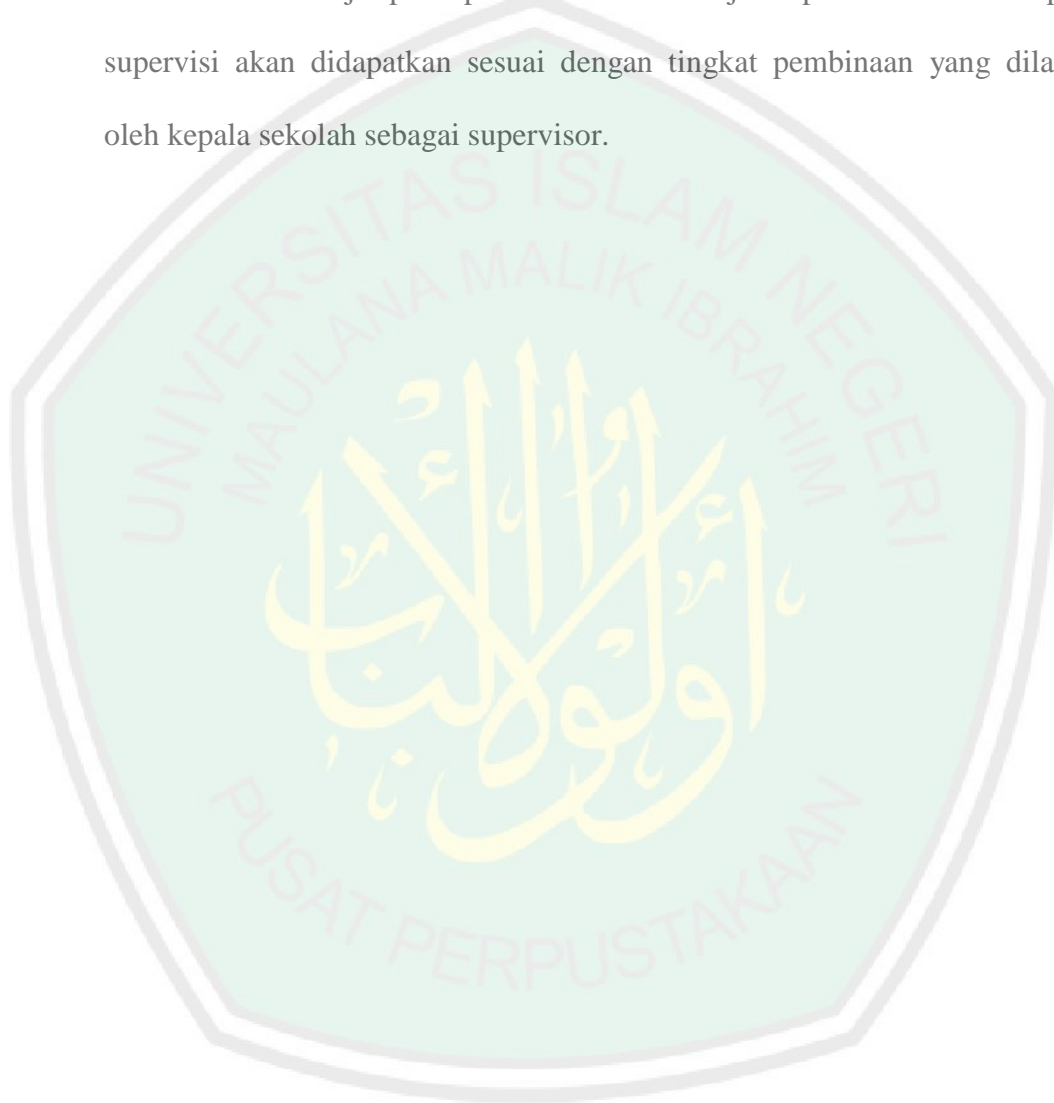 supervisi akan didapatkan sesuai dengan tingkat pembinaan yang dila
oleh kepala sekolah sebagai supervisor.
UNIVERSITAS ISLAM NEGERI
MAULANA MALIK IBRAHIM
أولو الألباب
PUSAT PERPUSTAKAAN